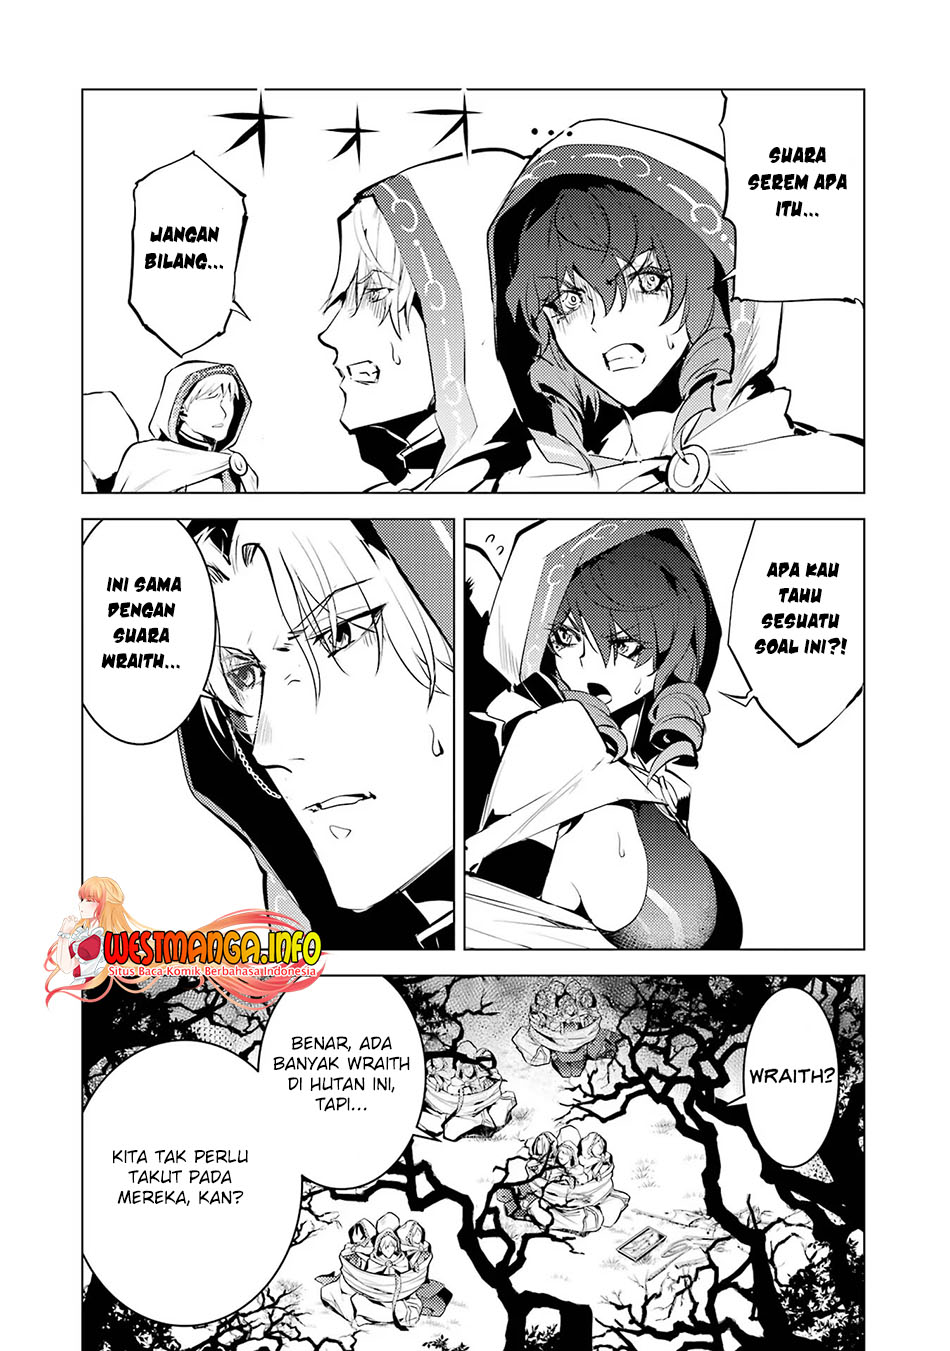 SUARA
SEREM APA
ITU...
JANGAN
BILANG...
APA KAU
TAHU
SESUATU
SOAL INI?!
INI SAMA
DENGAN
SUARA
WRAITH...
WESTMANGA.INFO
Situs Baca Komik Berbahasa Indonesia
WRAITH?
BENAR, ADA
BANYAK WRAITH
DI HUTAN INI,
TAPI...
KITA TAK PERLU
TAKUT PADA
MEREKA, KAN?